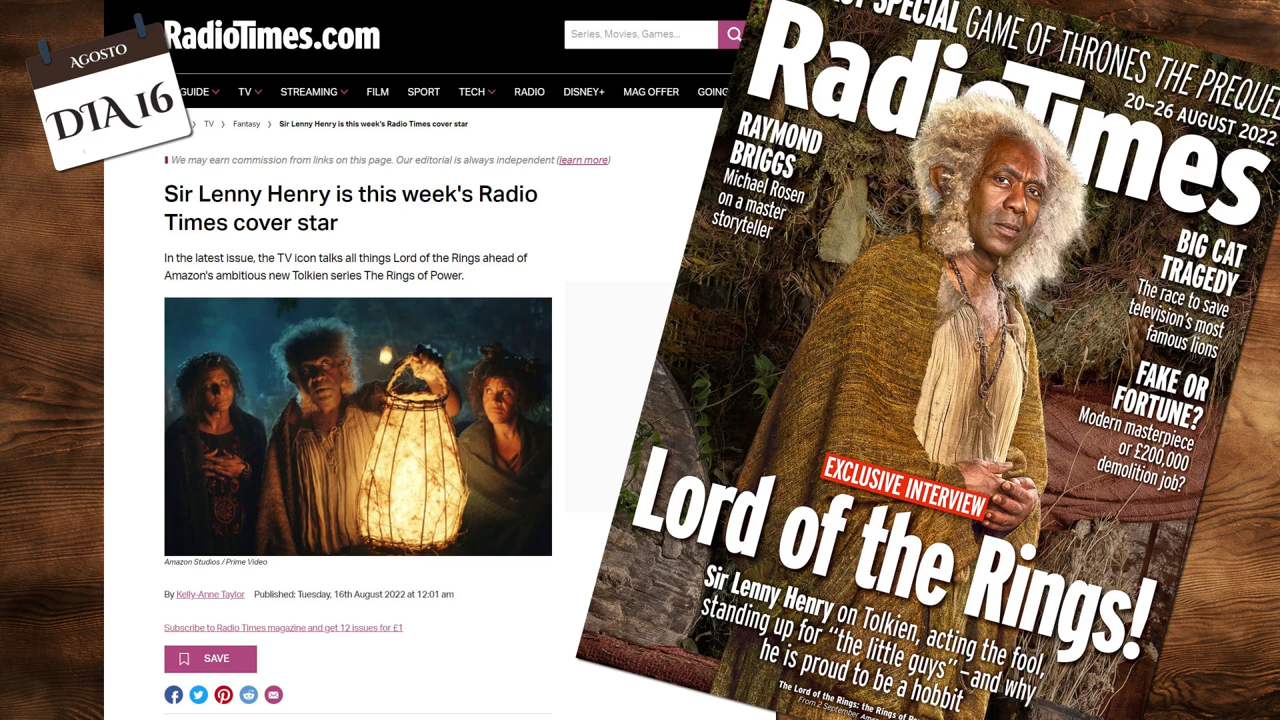 AGOSTO
DIA 16
RadioTimes.com
Series, Movies, Games...
GUIDE
TV
STREAMING
FILM
SPORT
TECH
RADIO
DISNEY+
MAG OFFER
GOING
TV
Fantasy
Sir Lenny Henry is this week's Radio Times cover star
We may earn commission from links on this page. Our editorial is always independent (learn more)
Sir Lenny Henry is this week's Radio
Times cover star
In the latest issue, the TV icon talks all things Lord of the Rings ahead of
Amazon's ambitious new Tolkien series The Rings of Power.
Amazon Studios / Prime Video
By Kelly-Anne Taylor Published: Tuesday, 16th August 2022 at 12:01 am
Subscribe to Radio Times magazine and get 12 issues for £1
SAVE
SPECIAL GAME OF THRONES THE PREQUEL
RadioTimes
20–26 AUGUST 2022
RAYMOND
BRIGGS
Michael Rosen
on a master
storyteller
BIG CAT
TRAGEDY
The race to save
television's most
famous lions
FAKE OR
FORTUNE?
Modern masterpiece
or £200,000
demolition job?
EXCLUSIVE INTERVIEW
Lord of the Rings!
Sir Lenny Henry on Tolkien, acting the fool,
standing up for “the little guys” – and why
he is proud to be a hobbit
The Lord of the Rings: the Rings of
From 2 September